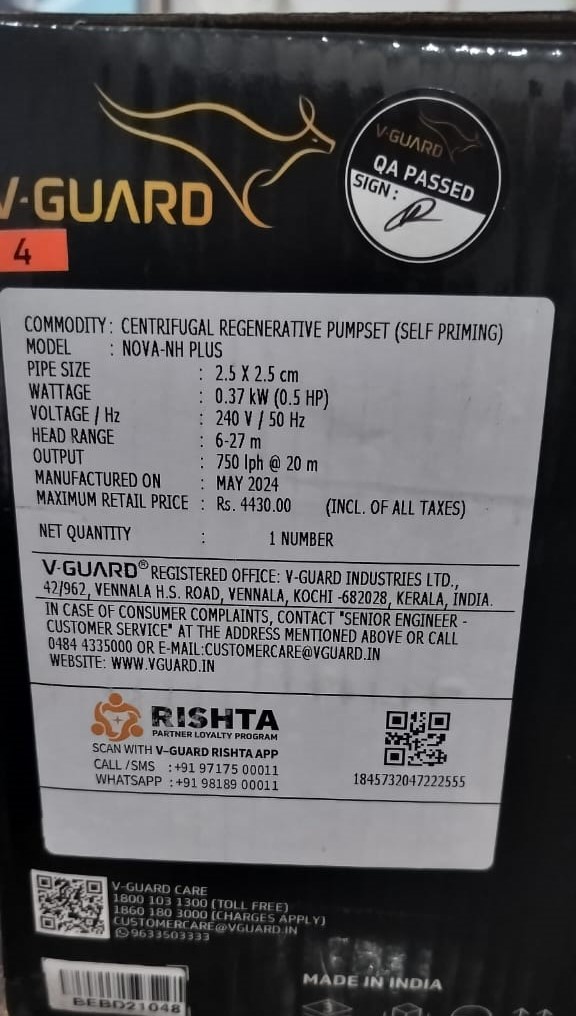 V-GUARD
4
V-GUARD
QA PASSED
SIGN :
COMMODITY : CENTRIFUGAL REGENERATIVE PUMPSET (SELF PRIMING)
MODEL : NOVA-NH PLUS
PIPE SIZE : 2.5 X 2.5 cm
WATTAGE : 0.37 kW (0.5 HP)
VOLTAGE / Hz : 240 V / 50 Hz
HEAD RANGE : 6-27 m
OUTPUT : 750 lph @ 20 m
MANUFACTURED ON : MAY 2024
MAXIMUM RETAIL PRICE : Rs. 4430.00 (INCL. OF ALL TAXES)
NET QUANTITY : 1 NUMBER
V-GUARD® REGISTERED OFFICE: V-GUARD INDUSTRIES LTD.,
42/962, VENNALA H.S. ROAD, VENNALA, KOCHI -682028, KERALA, INDIA.
IN CASE OF CONSUMER COMPLAINTS, CONTACT "SENIOR ENGINEER -
CUSTOMER SERVICE" AT THE ADDRESS MENTIONED ABOVE OR CALL
0484 4335000 OR E-MAIL:CUSTOMERCARE@VGUARD.IN
WEBSITE: WWW.VGUARD.IN
RISHTA
PARTNER LOYALTY PROGRAM
SCAN WITH V-GUARD RISHTA APP
CALL /SMS :+91 97175 00011
WHATSAPP :+91 98189 00011
1845732047222555
V-GUARD CARE
1800 103 1300 (TOLL FREE)
1860 180 3000 (CHARGES APPLY)
CUSTOMERCARE@VGUARD.IN
9633503333
BEBD21048
MADE IN INDIA
3